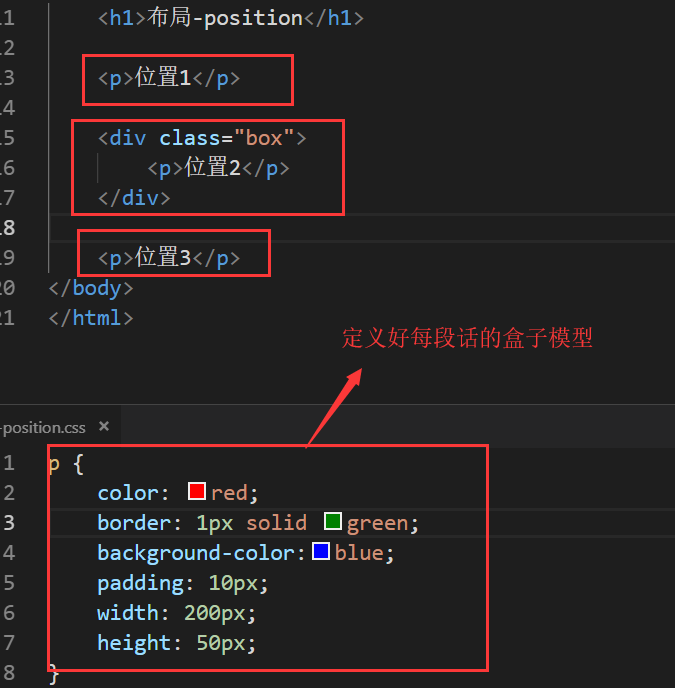 11 <h1>布局-position</h1>
12
13 <p>位置1</p>
14
15 <div class="box">
16 <p>位置2</p>
17 </div>
18
19 <p>位置3</p>
20 </body>
21 </html>
定义好每段话的盒子模型
-position.css ×
1 p {
2 color: red;
3 border: 1px solid green;
4 background-color: blue;
5 padding: 10px;
6 width: 200px;
7 height: 50px;
8 }